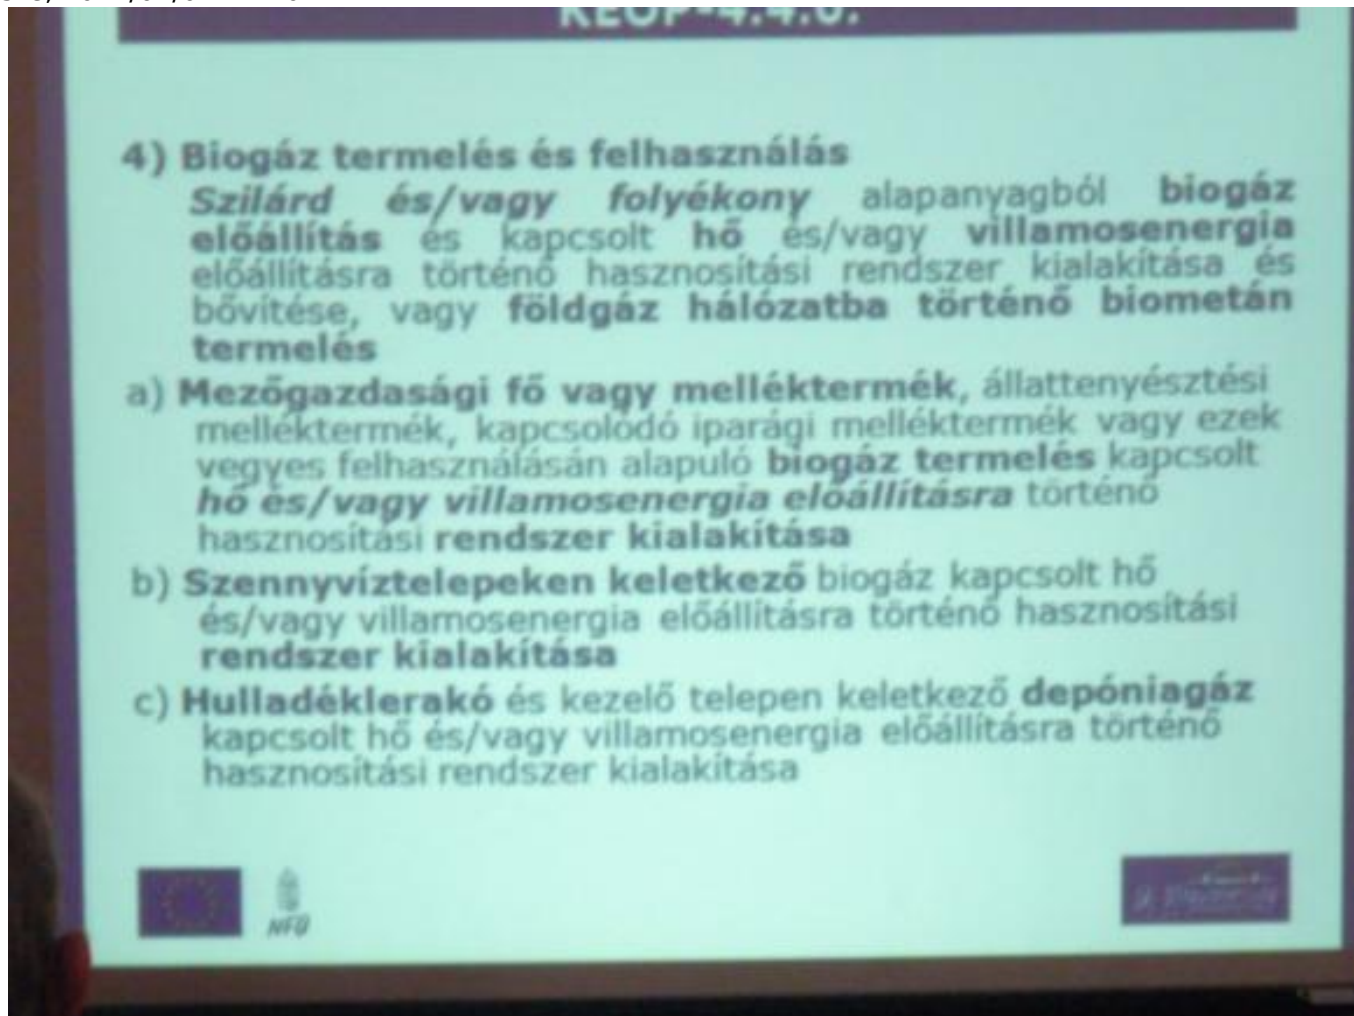 KEOP-4.4.0.
4) Biogáz termelés és felhasználás
Szilárd és/vagy folyékony alapanyagból biogáz
előállítás és kapcsolt hő és/vagy villamosenergia
előállításra történő hasznosítási rendszer kialakítása és
bővítése, vagy földgáz hálózatba történő biometán
termelés
a) Mezőgazdasági fő vagy melléktermék, állattenyésztési
melléktermék, kapcsolódó iparági melléktermék vagy ezek
vegyes felhasználásán alapuló biogáz termelés kapcsolt
hő és/vagy villamosenergia előállításra történő
hasznosítási rendszer kialakítása
b) Szennyvíztelepeken keletkező biogáz kapcsolt hő
és/vagy villamosenergia előállításra történő hasznosítási
rendszer kialakítása
c) Hulladéklerakó és kezelő telepen keletkező depóniagáz
kapcsolt hő és/vagy villamosenergia előállításra történő
hasznosítási rendszer kialakítása
NFÜ